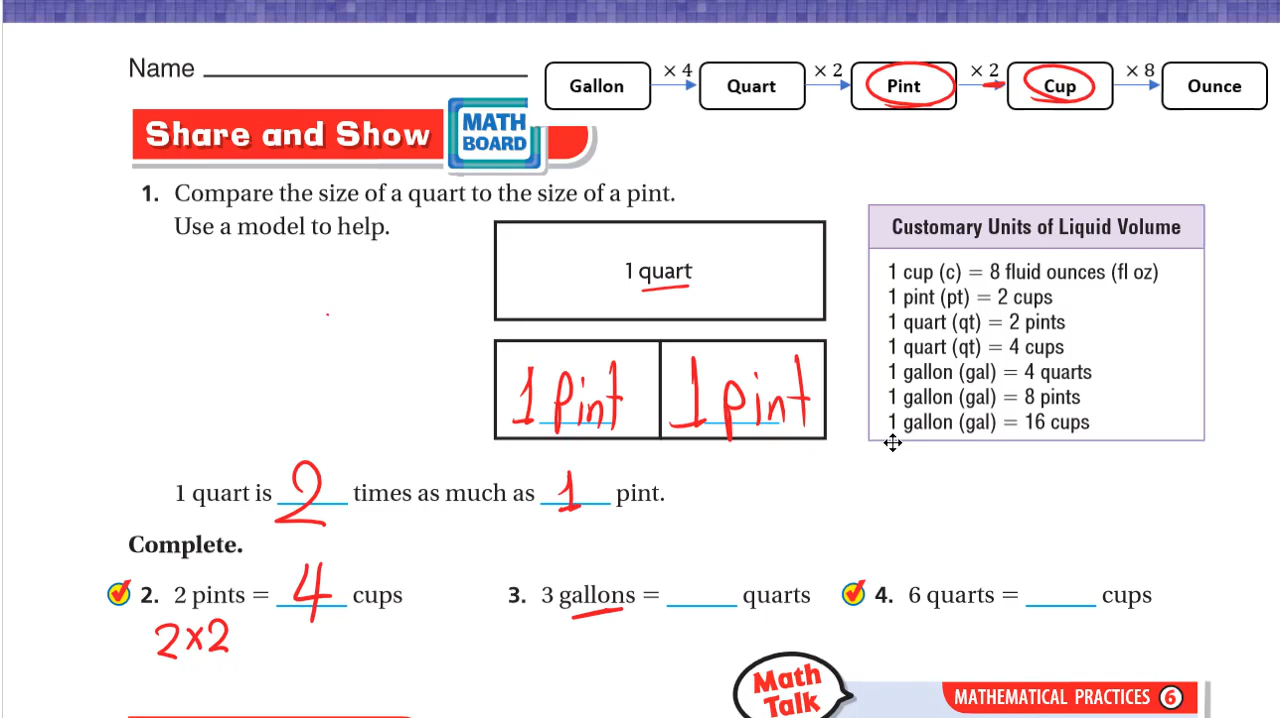 Name
× 4 × 2 × 2 × 8
Gallon Quart Pint Cup Ounce
Share and Show
MATH
BOARD
1. Compare the size of a quart to the size of a pint.
Use a model to help.
1 quart
1 pint 1 pint
Customary Units of Liquid Volume
1 cup (c) = 8 fluid ounces (fl oz)
1 pint (pt) = 2 cups
1 quart (qt) = 2 pints
1 quart (qt) = 4 cups
1 gallon (gal) = 4 quarts
1 gallon (gal) = 8 pints
1 gallon (gal) = 16 cups
1 quart is 2 times as much as 1 pint.
Complete.
2. 2 pints = 4 cups
2×2
3. 3 gallons = ____ quarts
4. 6 quarts = ____ cups
Math
Talk
MATHEMATICAL PRACTICES 6